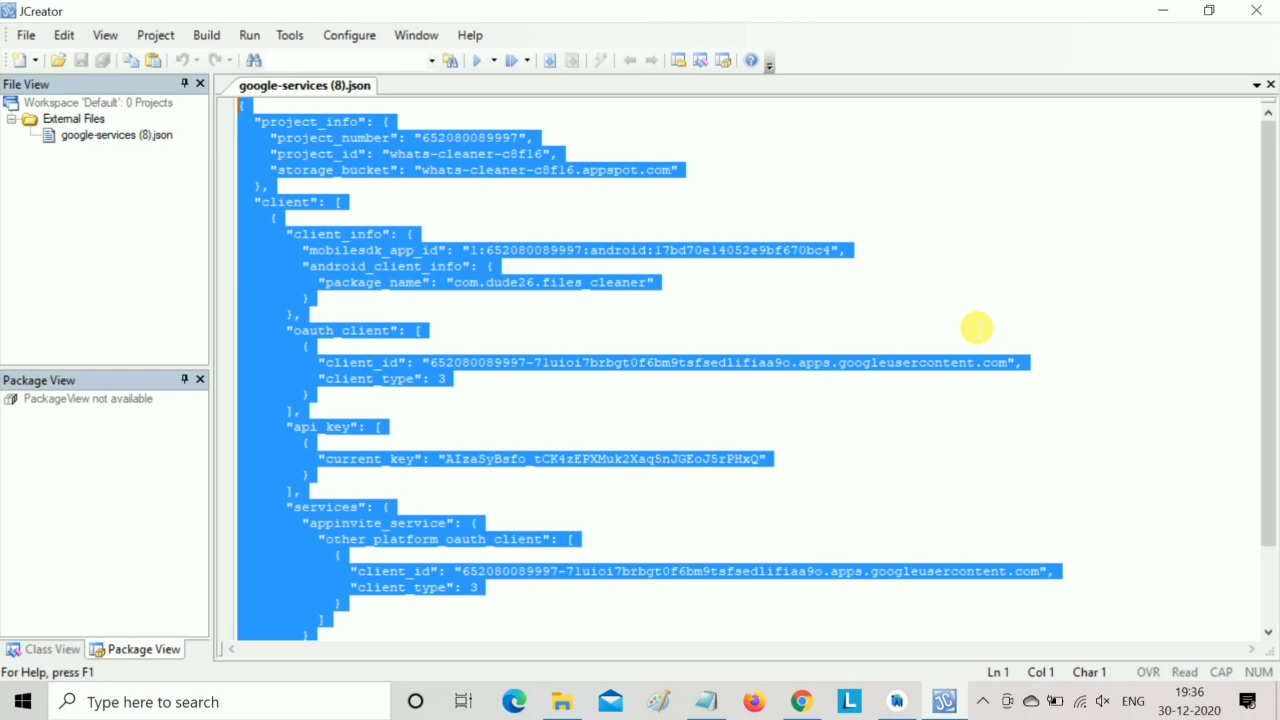 JCreator
File Edit View Project Build Run Tools Configure Window Help
File View
google-services (8).json
Workspace 'Default': 0 Projects
External Files
google-services (8).json
{
"project_info": {
"project_number": "652080089997",
"project_id": "whats-cleaner-c8f16",
"storage_bucket": "whats-cleaner-c8f16.appspot.com"
},
"client": [
{
"client_info": {
"mobilesdk_app_id": "1:652080089997:android:17bd70e14052e9bf670bc4",
"android_client_info": {
"package_name": "com.dude26.files_cleaner"
}
},
"oauth_client": [
{
"client_id": "652080089997-71uioi7brbgt0f6bm9tsfsed1ifiaa9o.apps.googleusercontent.com",
"client_type": 3
}
],
"api_key": [
{
"current_key": "AIzaSyBsfo_tCK4zEPXMuk2Xaq5nJGEoJ5rPHxQ"
}
],
"services": {
"appinvite_service": {
"other_platform_oauth_client": [
{
"client_id": "652080089997-71uioi7brbgt0f6bm9tsfsed1ifiaa9o.apps.googleusercontent.com",
"client_type": 3
}
]
}
Package View
PackageView not available
Class View Package View
For Help, press F1
Ln 1 Col 1 Char 1 OVR Read CAP NUM
Type here to search
ENG
19:36
30-12-2020